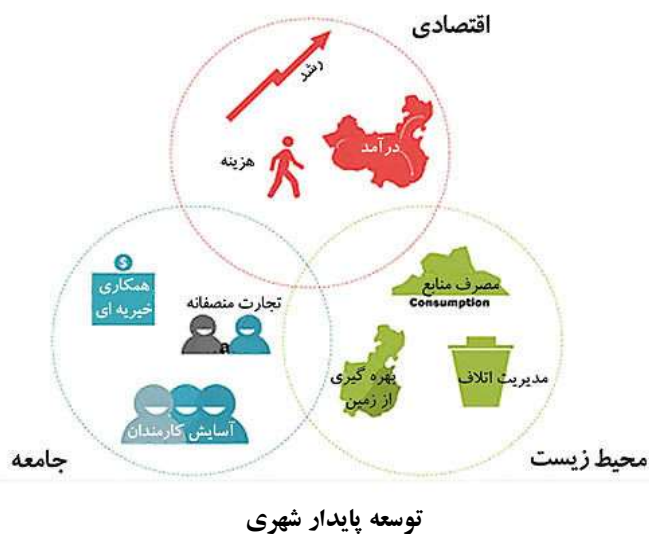 اقتصادی
رشد
درآمد
هزینه
همکاری
خیریه ای
تجارت منصفانه
a
آسایش کارمندان
جامعه
مصرف منابع
Consumption
بهره گیری
از زمین
مدیریت اتلاف
محیط زیست
توسعه پایدار شهری
$